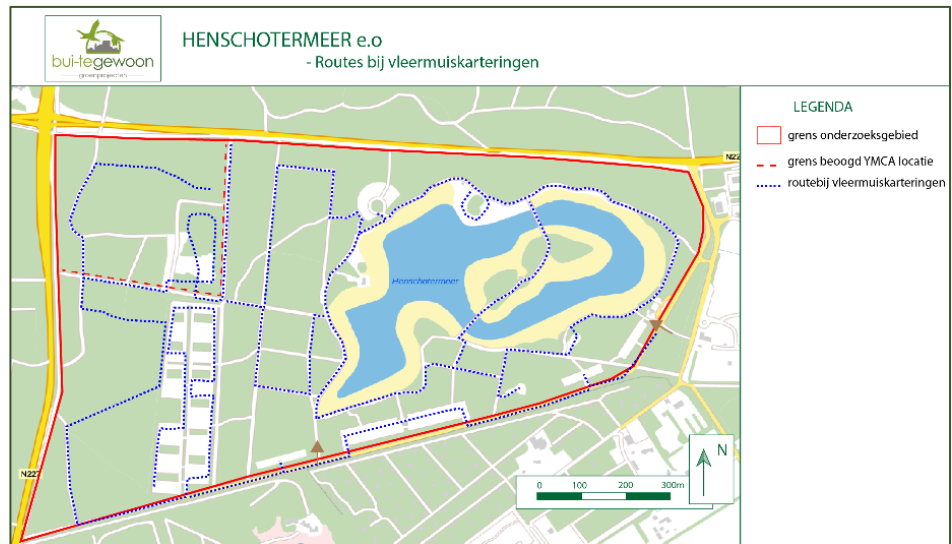 bui-tegewoon
groenprojecten
HENSCHOTERMEER e.o
- Routes bij vleermuiskarteringen
LEGENDA
grens onderzoeksgebied
grens beoogd YMCA locatie
routebij vleermuiskarteringen
N22
Henschotermeer
N227
N
0 100 200 300m